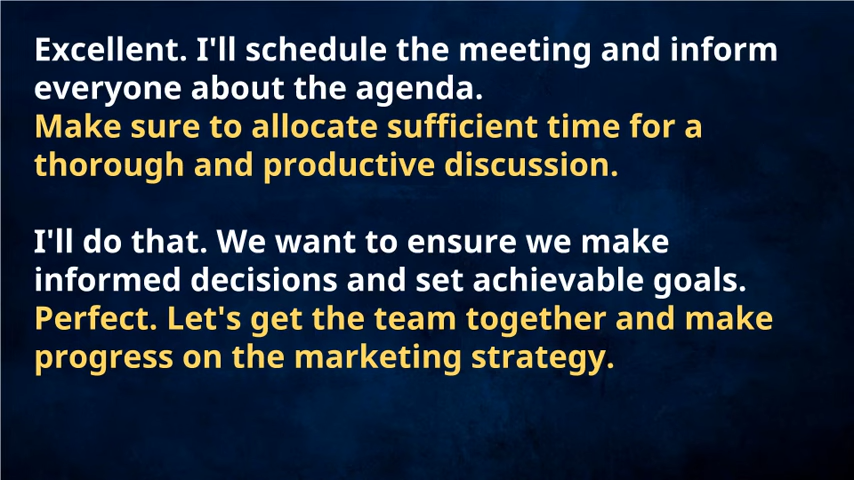 Excellent. I'll schedule the meeting and inform
everyone about the agenda.
Make sure to allocate sufficient time for a
thorough and productive discussion.
I'll do that. We want to ensure we make
informed decisions and set achievable goals.
Perfect. Let's get the team together and make
progress on the marketing strategy.